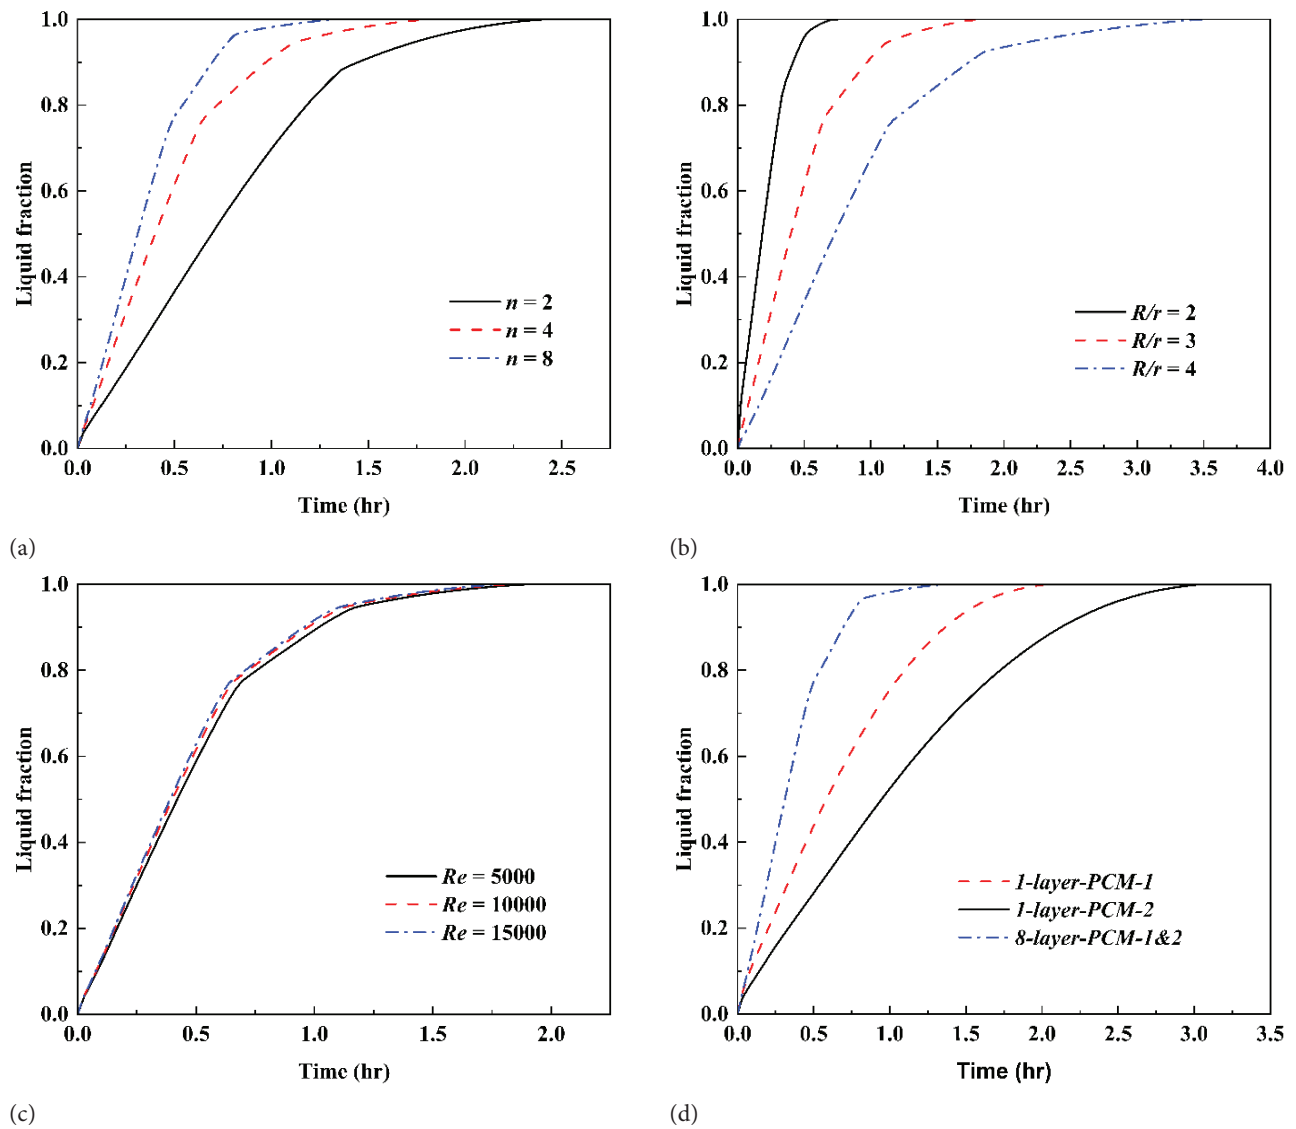 1.0
0.8
0.6
0.4
0.2
0.0
Liquid fraction
n = 2
n = 4
n = 8
0.0 0.5 1.0 1.5 2.0 2.5
Time (hr)
(a)
1.0
0.8
0.6
0.4
0.2
0.0
Liquid fraction
R/r = 2
R/r = 3
R/r = 4
0.0 0.5 1.0 1.5 2.0 2.5 3.0 3.5 4.0
Time (hr)
(b)
1.0
0.8
0.6
0.4
0.2
0.0
Liquid fraction
Re = 5000
Re = 10000
Re = 15000
0.0 0.5 1.0 1.5 2.0
Time (hr)
(c)
1.0
0.8
0.6
0.4
0.2
0.0
Liquid fraction
1-layer-PCM-1
1-layer-PCM-2
8-layer-PCM-1&2
0.0 0.5 1.0 1.5 2.0 2.5 3.0 3.5
Time (hr)
(d)